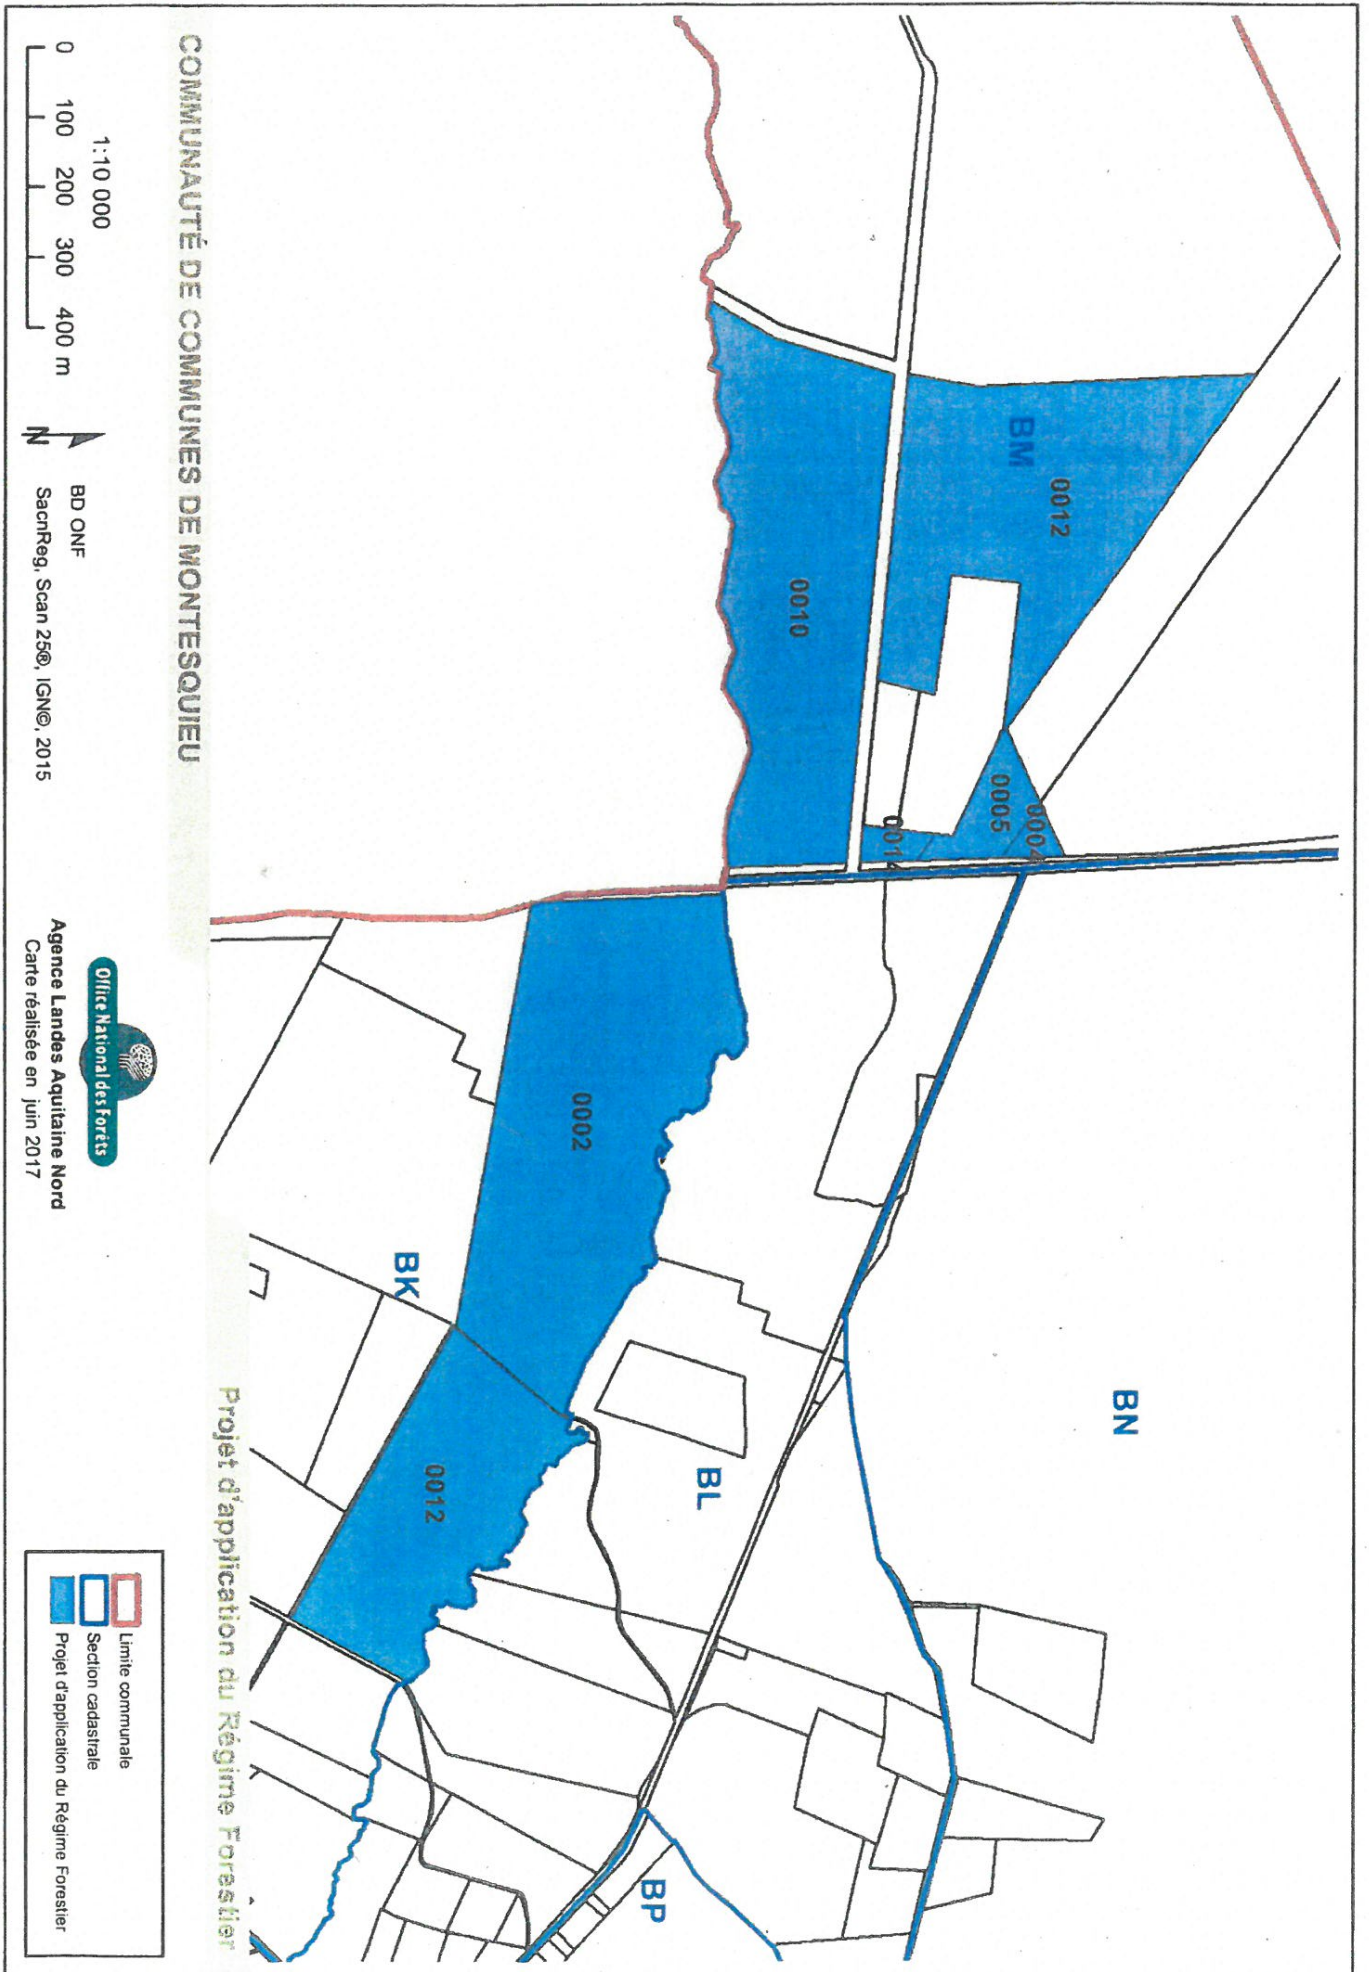 BN
BM
0012
0010
0005
0004
BL
0002
BK
0012
BP
COMMUNAUTÉ DE COMMUNES DE MONTESQUIEU
Projet d'application du Régime Forestier
1:10 000
0 100 200 300 400 m
N
BD ONF
SacnReg, Scan 25®, IGN©, 2015
Office National des Forêts
Agence Landes Aquitaine Nord
Carte réalisée en juin 2017
Limite communale
Section cadastrale
Projet d'application du Régime Forestier